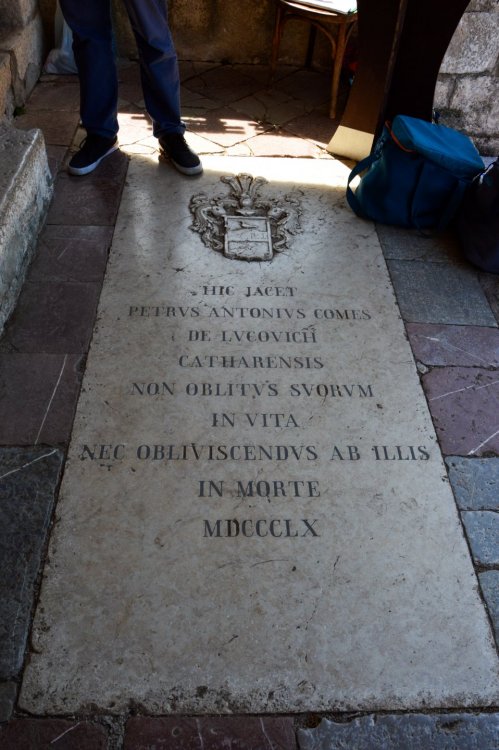 HIC JACET
PETRVS ANTONIVS COMES
DE LVCOVICH
CATHARENSIS
NON OBLITVS SVORVM
IN VITA
NEC OBLIVISCENDVS AB ILLIS
IN MORTE
MDCCCLX